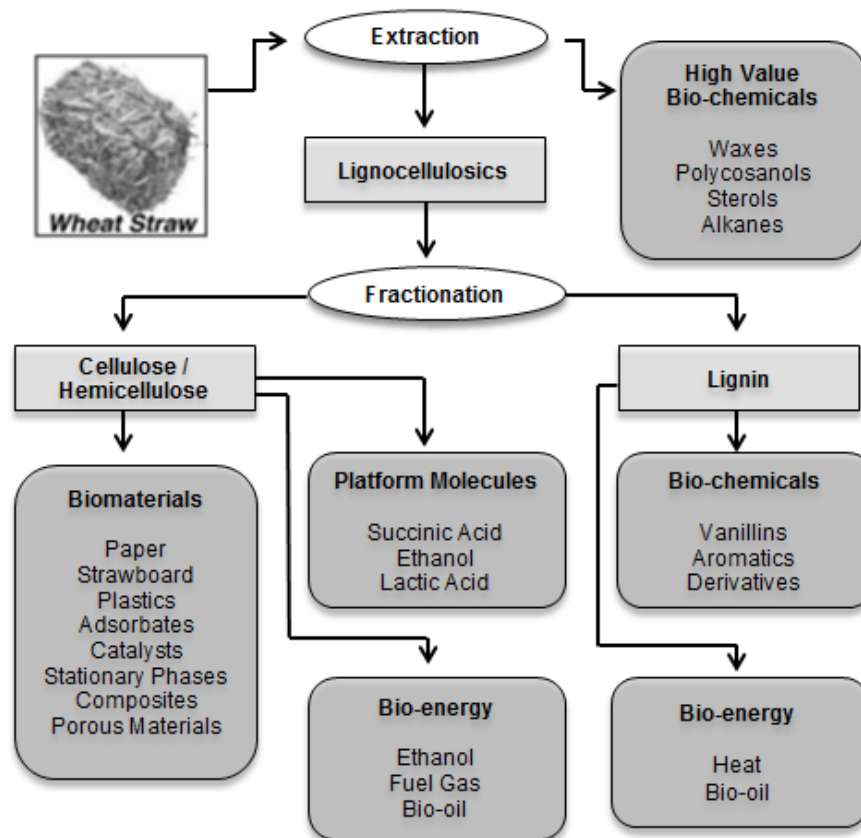 Extraction
Wheat Straw
High Value
Bio-chemicals
Waxes
Polycosanols
Sterols
Alkanes
Lignocellulosics
Fractionation
Cellulose /
Hemicellulose
Lignin
Biomaterials
Paper
Strawboard
Plastics
Adsorbates
Catalysts
Stationary Phases
Composites
Porous Materials
Platform Molecules
Succinic Acid
Ethanol
Lactic Acid
Bio-chemicals
Vanillins
Aromatics
Derivatives
Bio-energy
Ethanol
Fuel Gas
Bio-oil
Bio-energy
Heat
Bio-oil